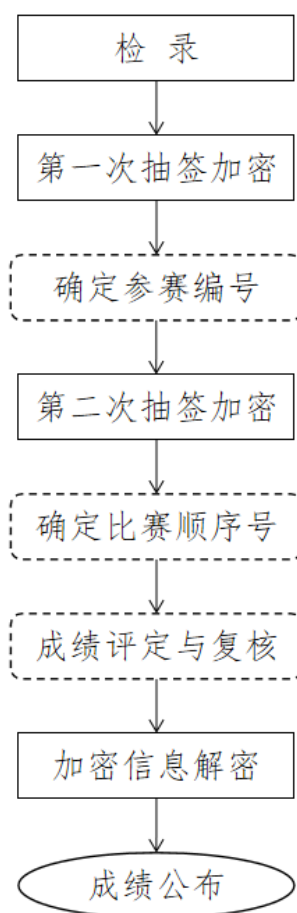 检 录
第一次抽签加密
确定参赛编号
第二次抽签加密
确定比赛顺序号
成绩评定与复核
加密信息解密
成绩公布